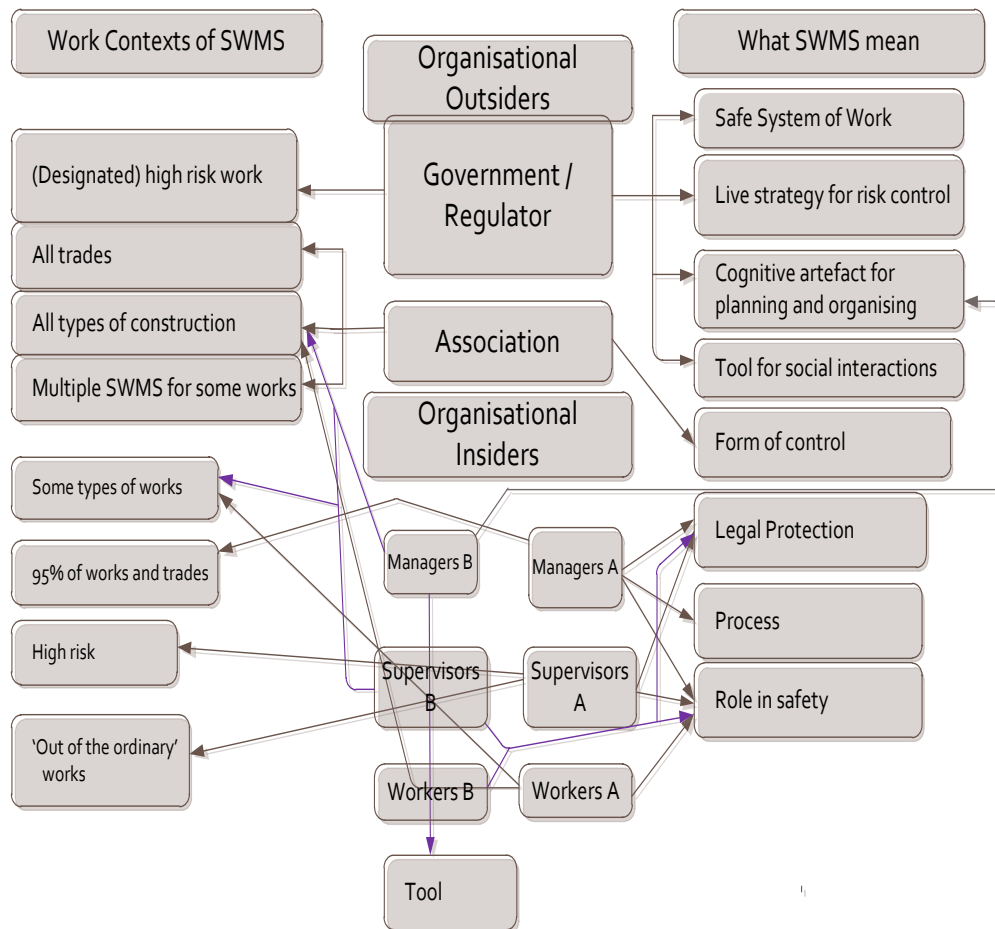 Work Contexts of SWMS
Organisational
Outsiders
What SWMS mean
(Designated) high risk work
All trades
All types of construction
Multiple SWMS for some works
Some types of works
95% of works and trades
High risk
‘Out of the ordinary’
works
Government /
Regulator
Association
Organisational
Insiders
Managers B
Managers A
Supervisors
B
Supervisors
A
Workers B
Workers A
Tool
Safe System of Work
Live strategy for risk control
Cognitive artefact for
planning and organising
Tool for social interactions
Form of control
Legal Protection
Process
Role in safety